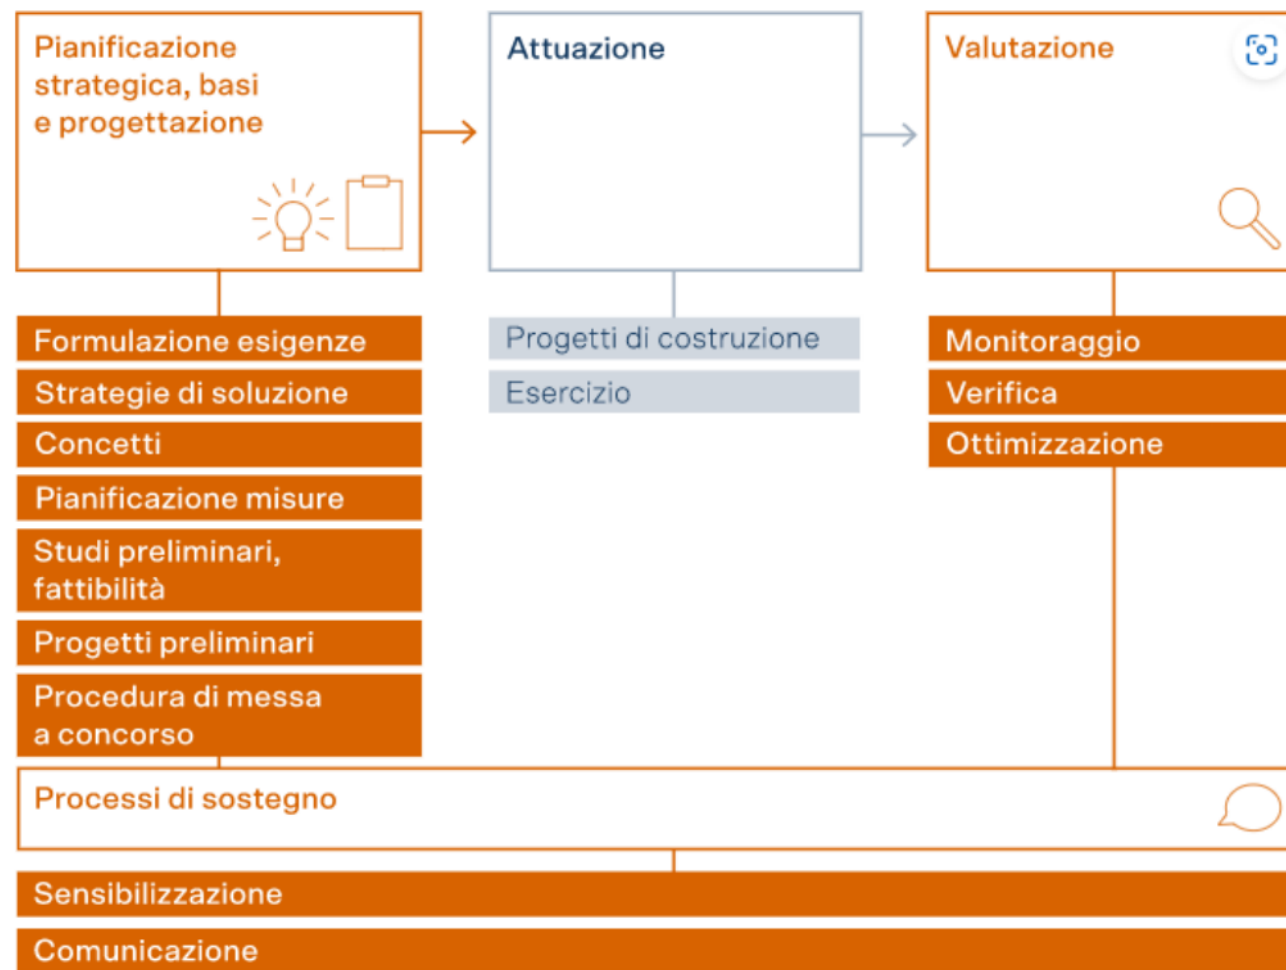 Pianificazione
strategica, basi
e progettazione
Attuazione
Valutazione
Formulazione esigenze
Strategie di soluzione
Concetti
Pianificazione misure
Studi preliminari,
fattibilità
Progetti preliminari
Procedura di messa
a concorso
Progetti di costruzione
Esercizio
Monitoraggio
Verifica
Ottimizzazione
Processi di sostegno
Sensibilizzazione
Comunicazione